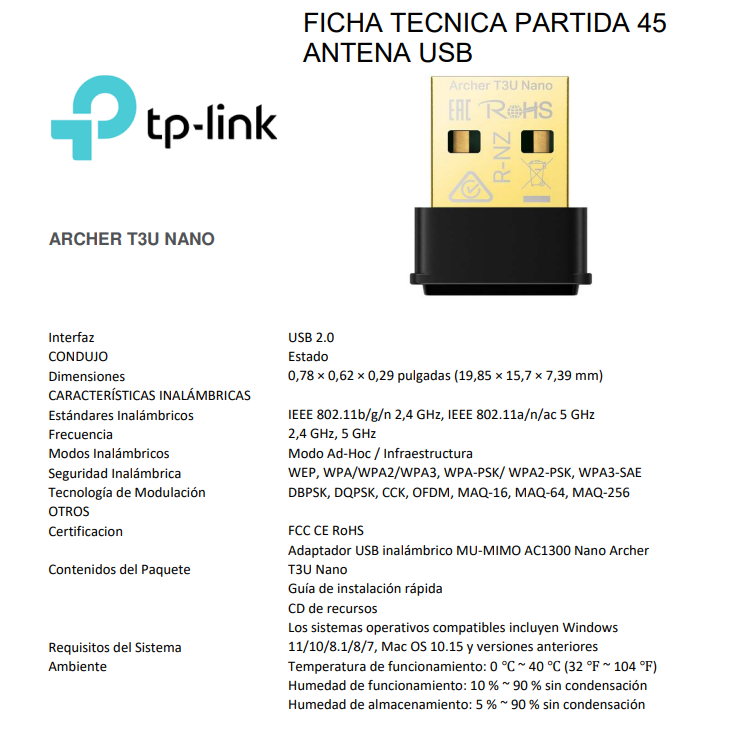 FICHA TECNICA PARTIDA 45
ANTENA USB
tp-link
Archer T3U Nano
EAC RoHS
R-NZ
ARCHER T3U NANO
Interfaz USB 2.0
CONDUJO Estado
Dimensiones 0,78 × 0,62 × 0,29 pulgadas (19,85 × 15,7 × 7,39 mm)
CARACTERÍSTICAS INALÁMBRICAS
Estándares Inalámbricos IEEE 802.11b/g/n 2,4 GHz, IEEE 802.11a/n/ac 5 GHz
Frecuencia 2,4 GHz, 5 GHz
Modos Inalámbricos Modo Ad-Hoc / Infraestructura
Seguridad Inalámbrica WEP, WPA/WPA2/WPA3, WPA-PSK/ WPA2-PSK, WPA3-SAE
Tecnología de Modulación DBPSK, DQPSK, CCK, OFDM, MAQ-16, MAQ-64, MAQ-256
OTROS
Certificacion FCC CE RoHS
Adaptador USB inalámbrico MU-MIMO AC1300 Nano Archer
Contenidos del Paquete T3U Nano
Guía de instalación rápida
CD de recursos
Los sistemas operativos compatibles incluyen Windows
Requisitos del Sistema 11/10/8.1/8/7, Mac OS 10.15 y versiones anteriores
Ambiente Temperatura de funcionamiento: 0 ℃ ~ 40 ℃ (32 ℉ ~ 104 ℉)
Humedad de funcionamiento: 10 % ~ 90 % sin condensación
Humedad de almacenamiento: 5 % ~ 90 % sin condensación